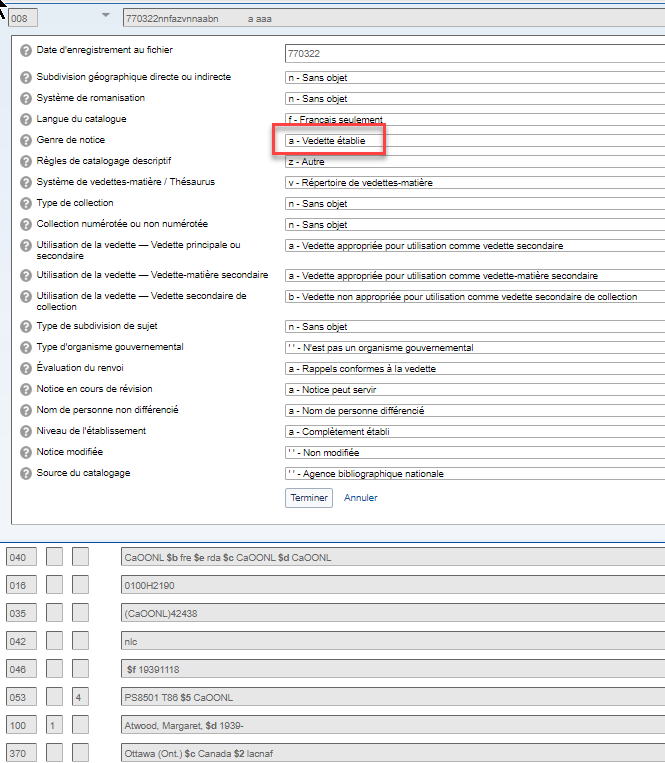 008 770322nnfazvnnaabn a aaa
Date d'enregistrement au fichier 770322
Subdivision géographique directe ou indirecte n - Sans objet
Système de romanisation n - Sans objet
Langue du catalogue f - Français seulement
Genre de notice a - Vedette établie
Règles de catalogage descriptif z - Autre
Système de vedettes-matière / Thésaurus v - Répertoire de vedettes-matière
Type de collection n - Sans objet
Collection numérotée ou non numérotée n - Sans objet
Utilisation de la vedette — Vedette principale ou a - Vedette appropriée pour utilisation comme vedette secondaire
secondaire
Utilisation de la vedette — Vedette-matière secondaire a - Vedette appropriée pour utilisation comme vedette-matière secondaire
Utilisation de la vedette — Vedette secondaire de b - Vedette non appropriée pour utilisation comme vedette secondaire de collection
collection
Type de subdivision de sujet n - Sans objet
Type d'organisme gouvernemental ' ' - N'est pas un organisme gouvernemental
Évaluation du renvoi a - Rappels conformes à la vedette
Notice en cours de révision a - Notice peut servir
Nom de personne non différencié a - Nom de personne différencié
Niveau de l'établissement a - Complètement établi
Notice modifiée ' ' - Non modifiée
Source du catalogage ' ' - Agence bibliographique nationale
Terminer Annuler
040 CaOONL $b fre $e rda $c CaOONL $d CaOONL
016 0100H2190
035 (CaOONL)42438
042 nlc
046 $f 19391118
053 4 PS8501 T86 $5 CaOONL
100 1 Atwood, Margaret, $d 1939-
370 Ottawa (Ont.) $c Canada $2 lacnaf